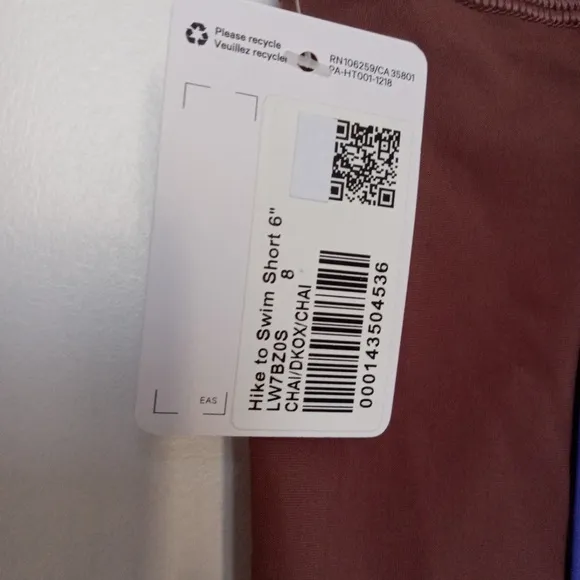 Please recycle
Veuillez recycler
RN106259/CA35801
PA-HT001-1218
Hike to Swim Short 6"
LW7BZ0S 8
CHAI/DKOX/CHAI
000143504536
EAS